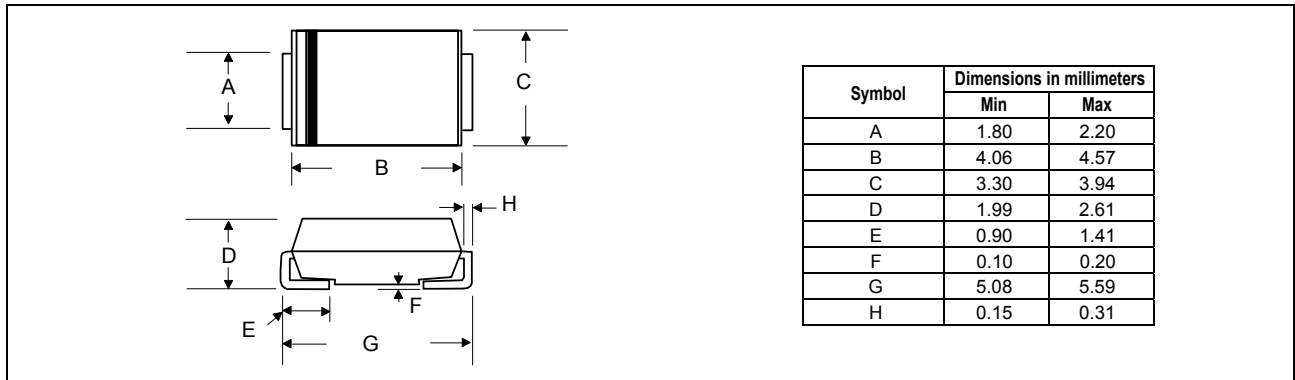 A
C
B
H
D
F
E
G
Symbol Dimensions in millimeters
Min Max
A 1.80 2.20
B 4.06 4.57
C 3.30 3.94
D 1.99 2.61
E 0.90 1.41
F 0.10 0.20
G 5.08 5.59
H 0.15 0.31